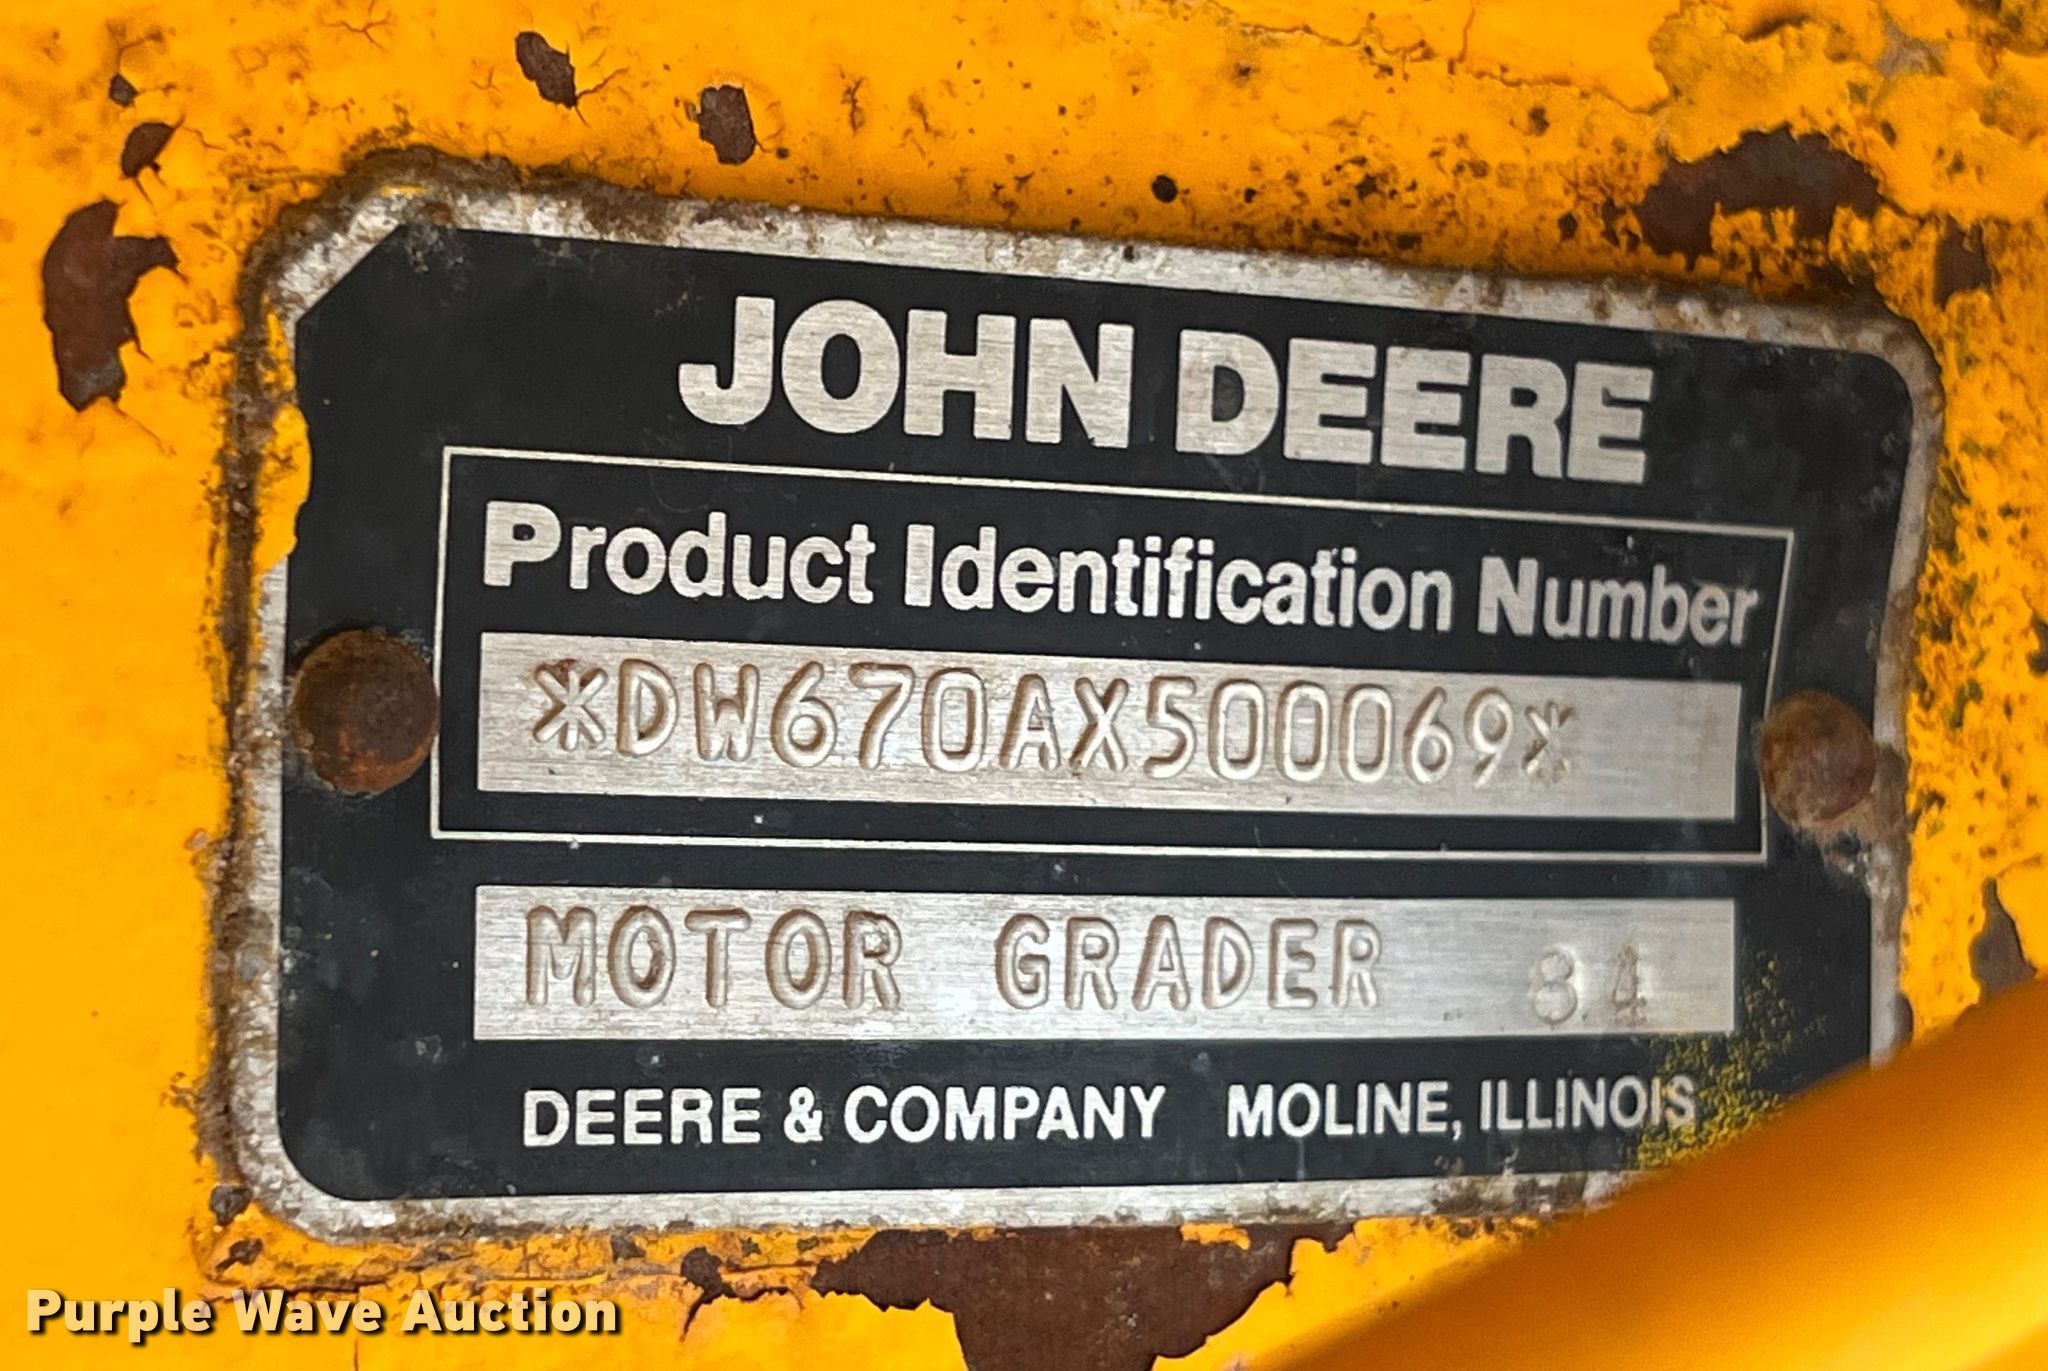 JOHN DEERE
Product Identification Number
*DW670AX500069*
MOTOR GRADER 84
DEERE & COMPANY MOLINE, ILLINOIS
Purple Wave Auction